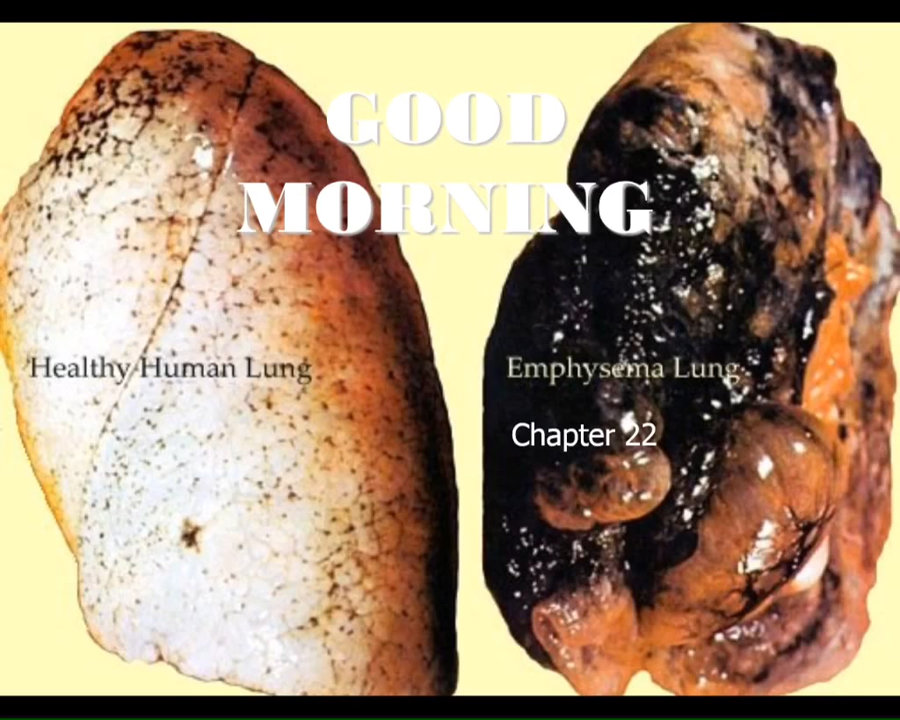 GOOD
MORNING
Healthy Human Lung
Emphysema Lung
Chapter 22